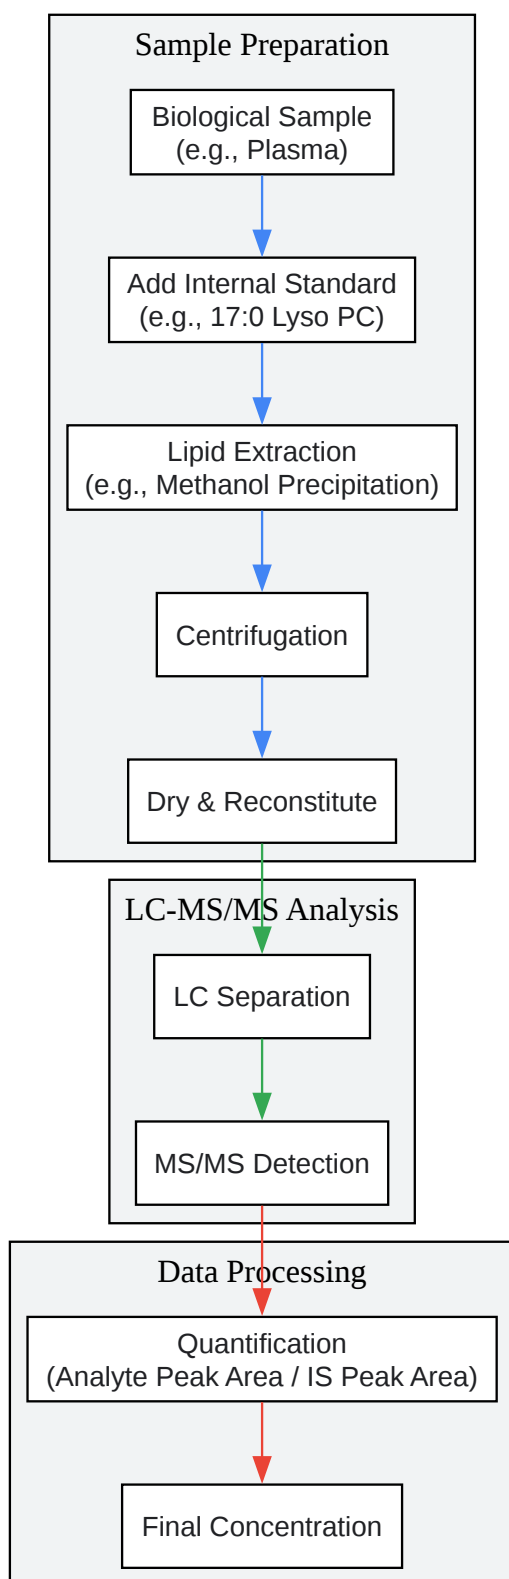 Sample Preparation
Biological Sample
(e.g., Plasma)
Add Internal Standard
(e.g., 17:0 Lyso PC)
Lipid Extraction
(e.g., Methanol Precipitation)
Centrifugation
Dry & Reconstitute
LC-MS/MS Analysis
LC Separation
MS/MS Detection
Data Processing
Quantification
(Analyte Peak Area / IS Peak Area)
Final Concentration